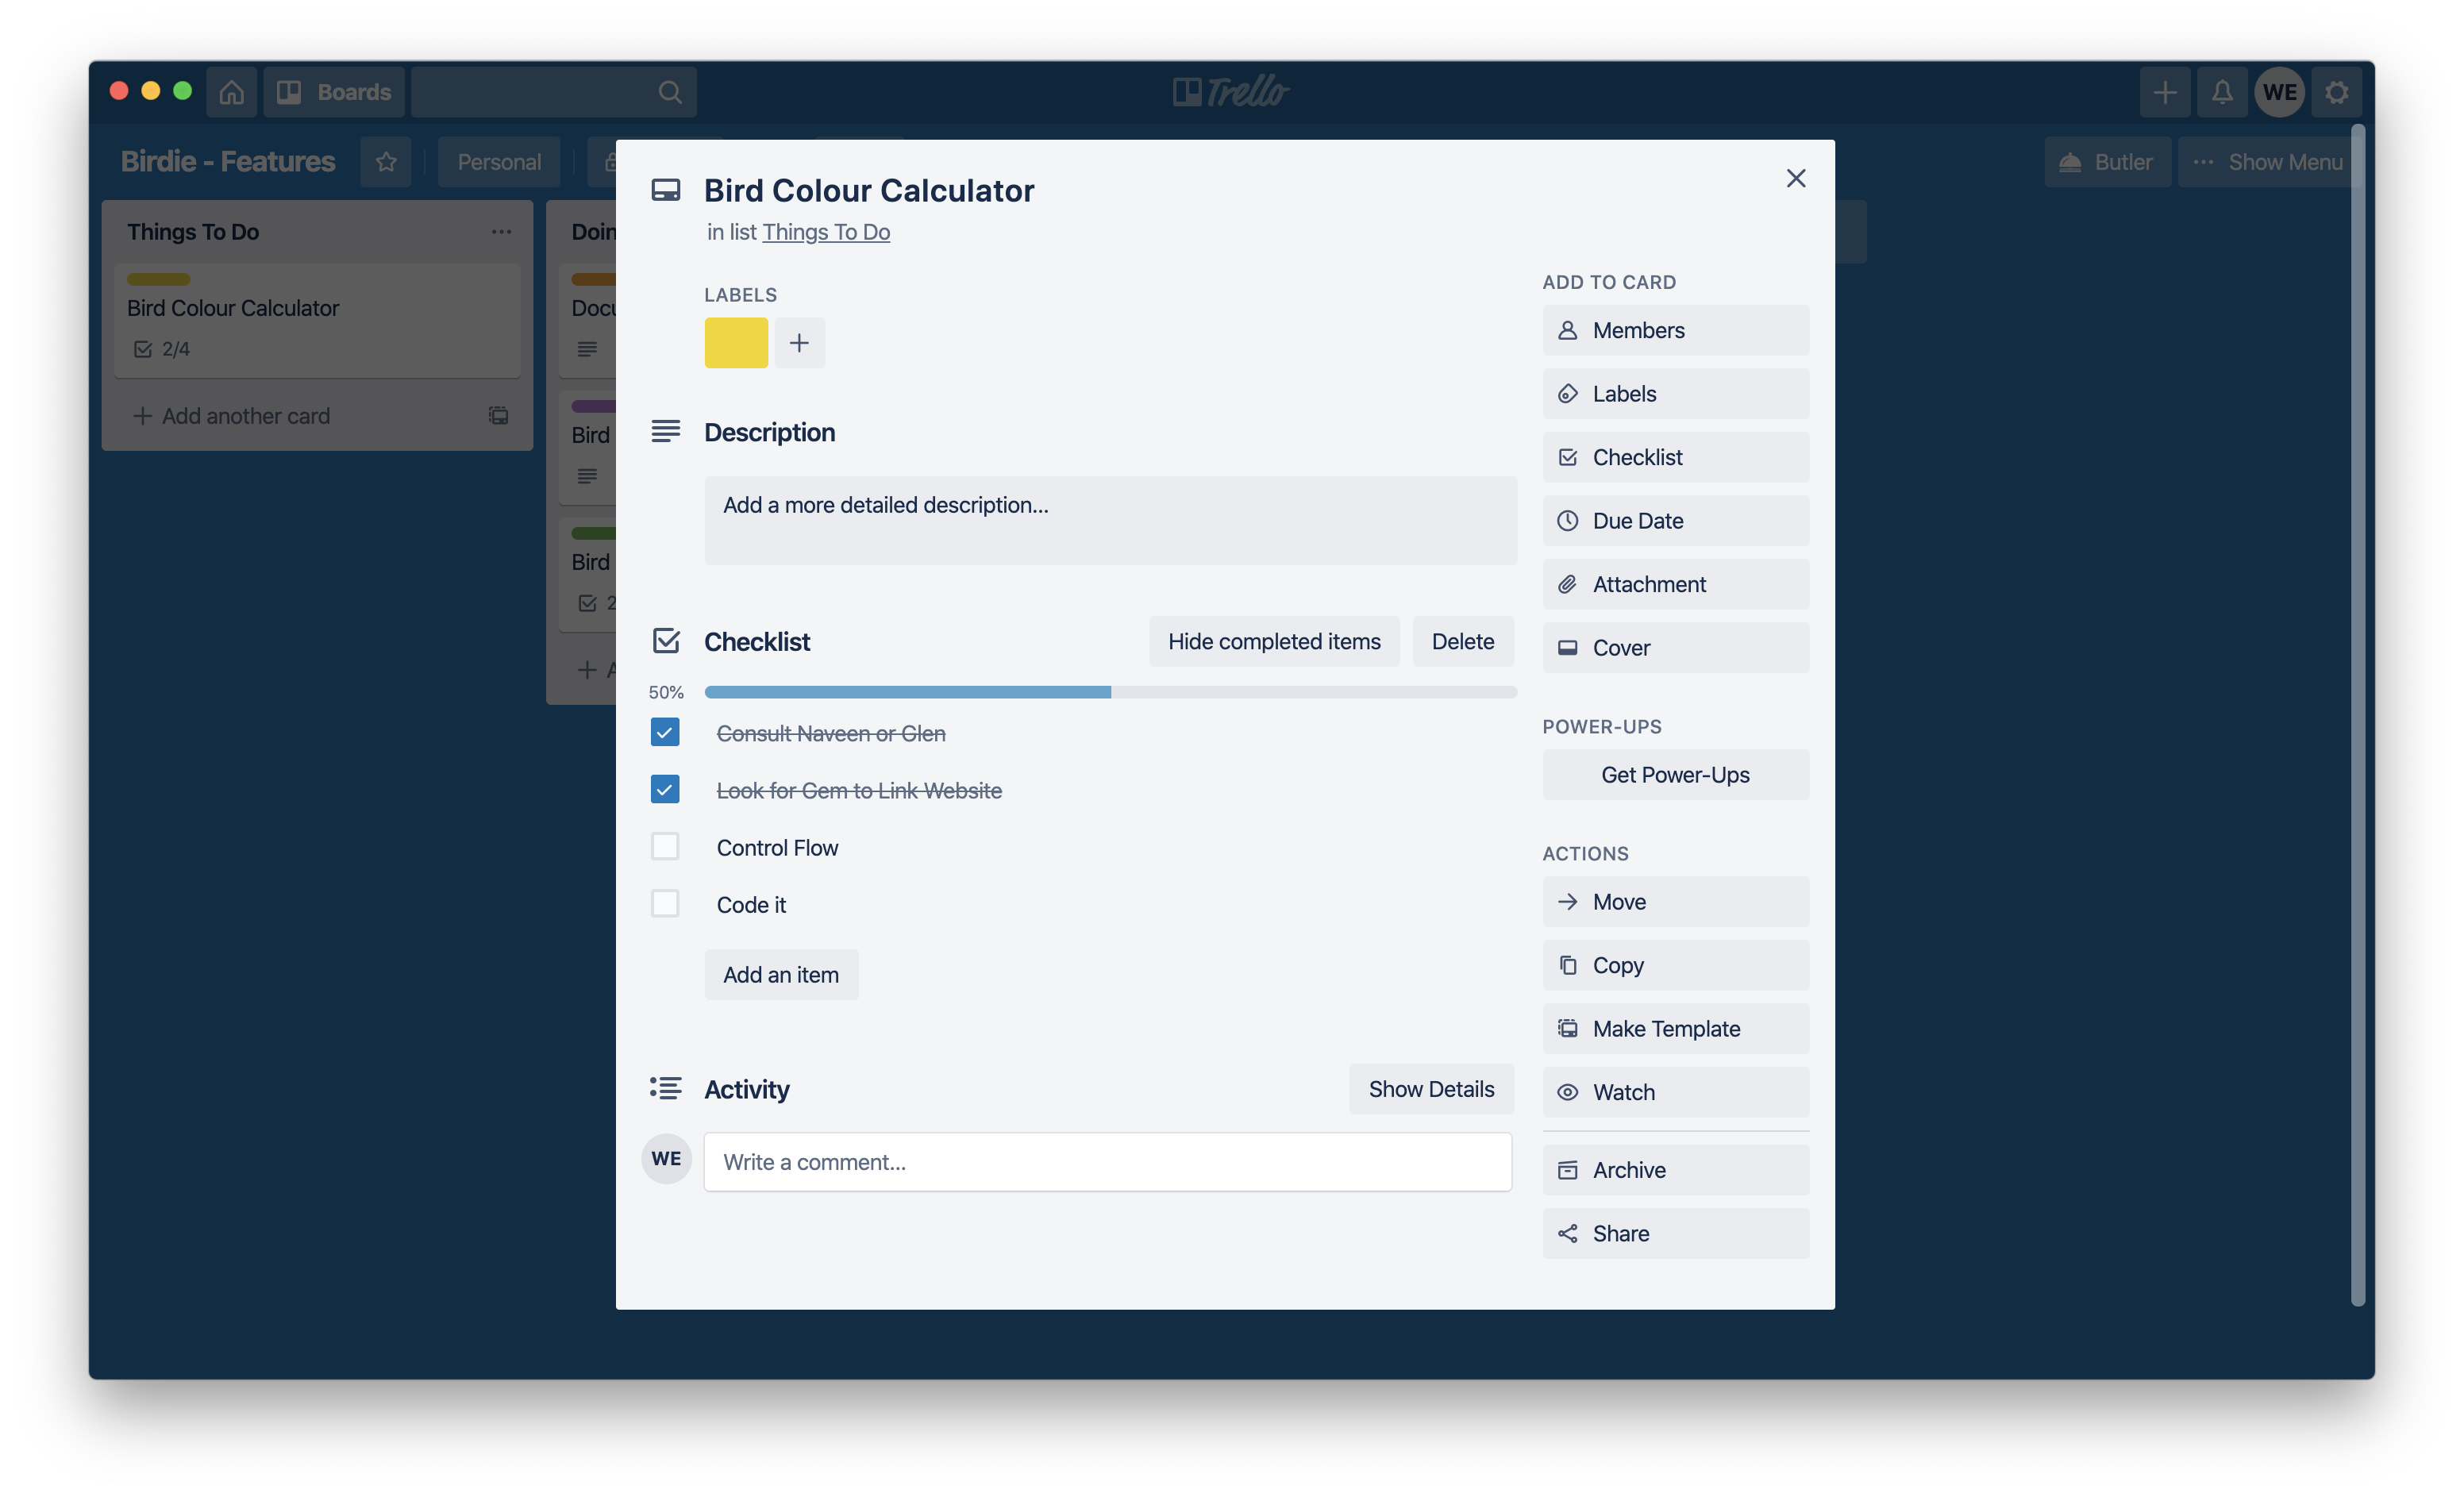 Boards
Trello
WE
Birdie - Features
Personal
Butler
Show Menu
Things To Do
Bird Colour Calculator
2/4
Add another card
Bird
Bird
Bird Colour Calculator
in list Things To Do
LABELS
Description
Add a more detailed description...
Checklist
Hide completed items
Delete
50%
Consult Naveen or Glen
Look for Gem to Link Website
Control Flow
Code it
Add an item
Activity
Show Details
WE
Write a comment...
ADD TO CARD
Members
Labels
Checklist
Due Date
Attachment
Cover
POWER-UPS
Get Power-Ups
ACTIONS
Move
Copy
Make Template
Watch
Archive
Share